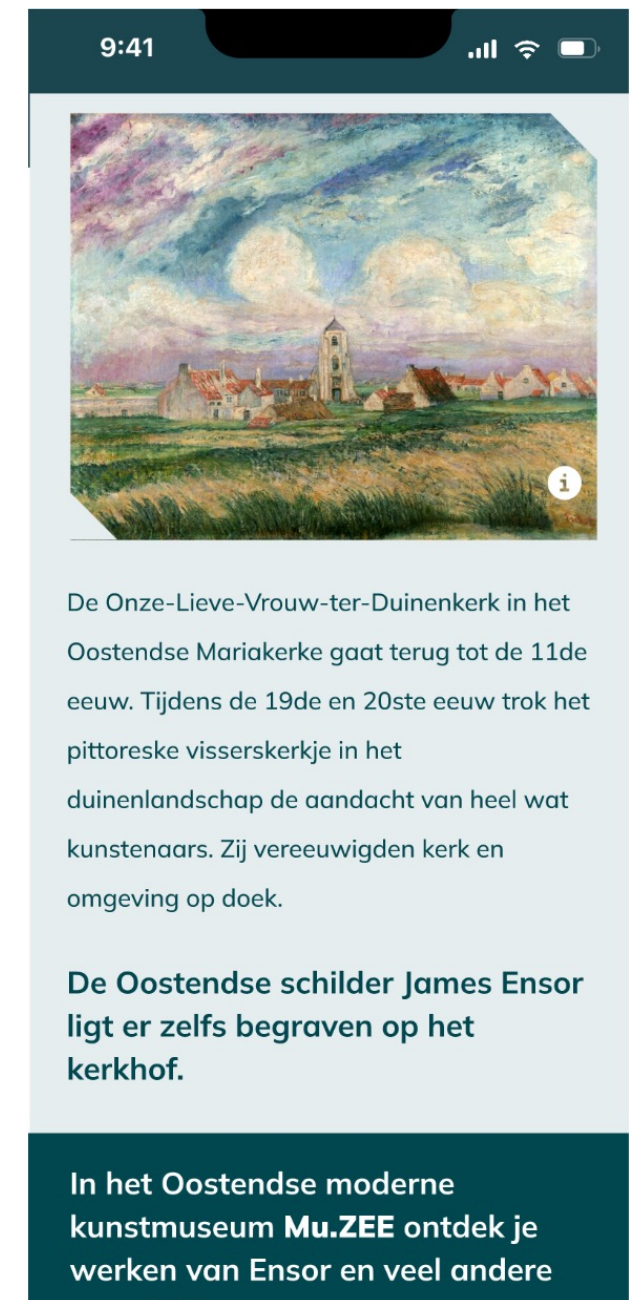 9:41
i
De Onze-Lieve-Vrouw-ter-Duinenkerk in het
Oostendse Mariakerke gaat terug tot de 11de
eeuw. Tijdens de 19de en 20ste eeuw trok het
pittoreske visserskerkje in het
duinenlandschap de aandacht van heel wat
kunstenaars. Zij vereeuwigden kerk en
omgeving op doek.
De Oostendse schilder James Ensor
ligt er zelfs begraven op het
kerkhof.
In het Oostendse moderne
kunstmuseum Mu.ZEE ontdek je
werken van Ensor en veel andere